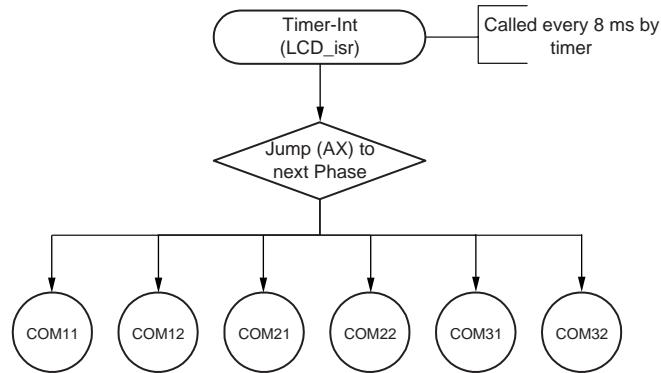 Timer-Int
(LCD_isr)
Called every 8 ms by
timer
Jump (AX) to
next Phase
COM11
COM12
COM21
COM22
COM31
COM32